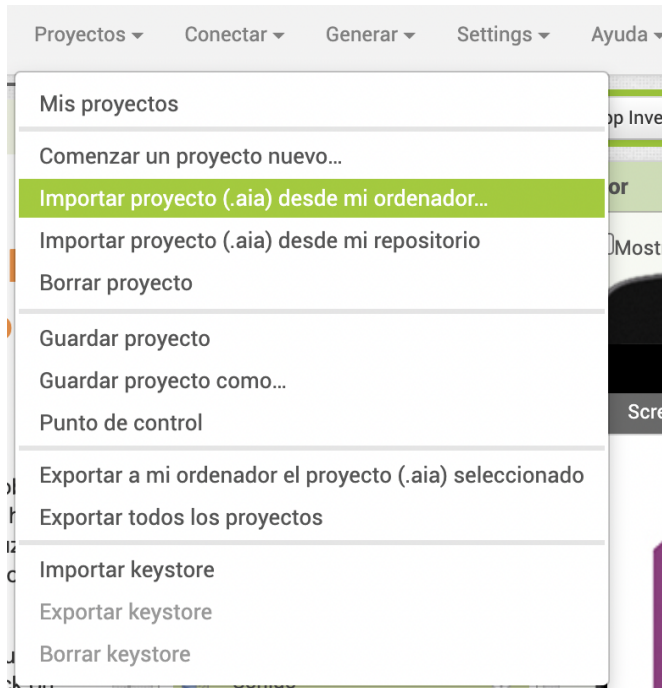 Proyectos Conectar Generar Settings Ayuda
Mis proyectos
Comenzar un proyecto nuevo...
Importar proyecto (.aia) desde mi ordenador...
Importar proyecto (.aia) desde mi repositorio
Borrar proyecto
Guardar proyecto
Guardar proyecto como...
Punto de control
Exportar a mi ordenador el proyecto (.aia) seleccionado
Exportar todos los proyectos
Importar keystore
Exportar keystore
Borrar keystore